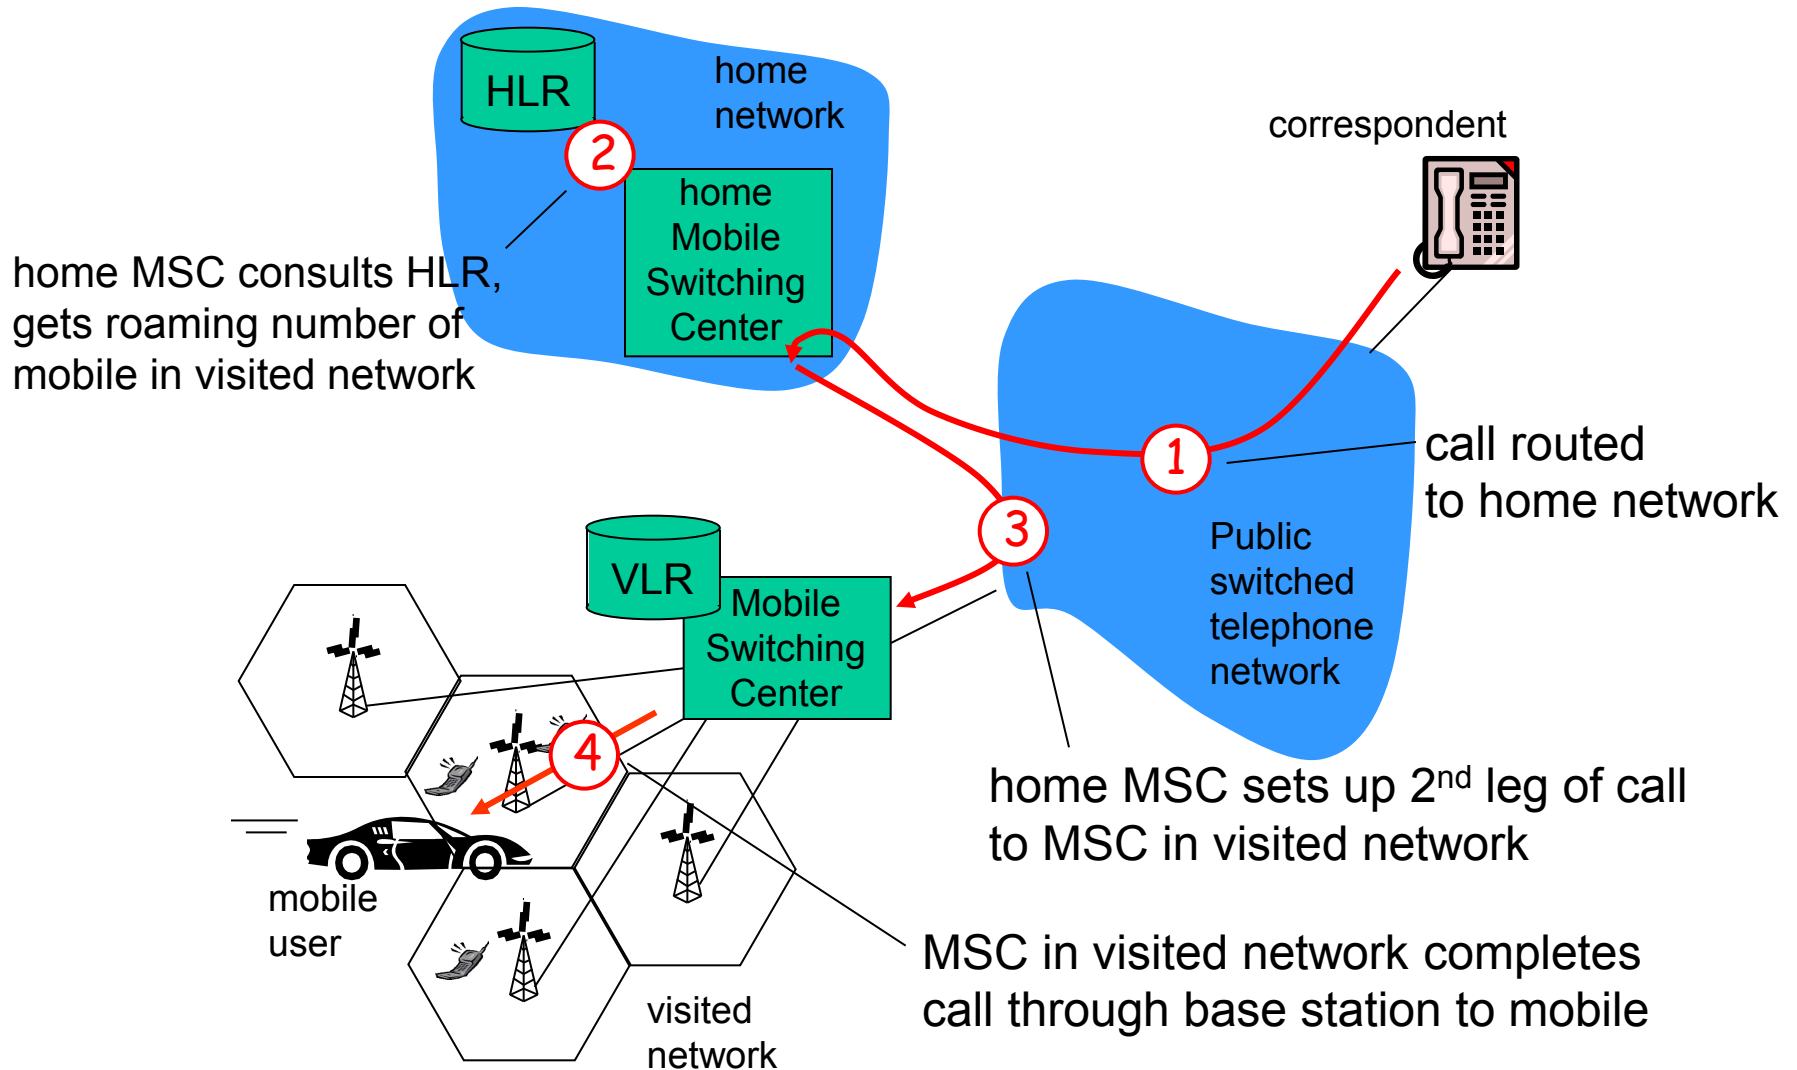 HLR
home
network
2
home
Mobile
Switching
Center
correspondent
home MSC consults HLR,
gets roaming number of
mobile in visited network
1
call routed
to home network
3
Public
switched
telephone
network
VLR
Mobile
Switching
Center
4
home MSC sets up 2nd leg of call
to MSC in visited network
mobile
user
MSC in visited network completes
call through base station to mobile
visited
network